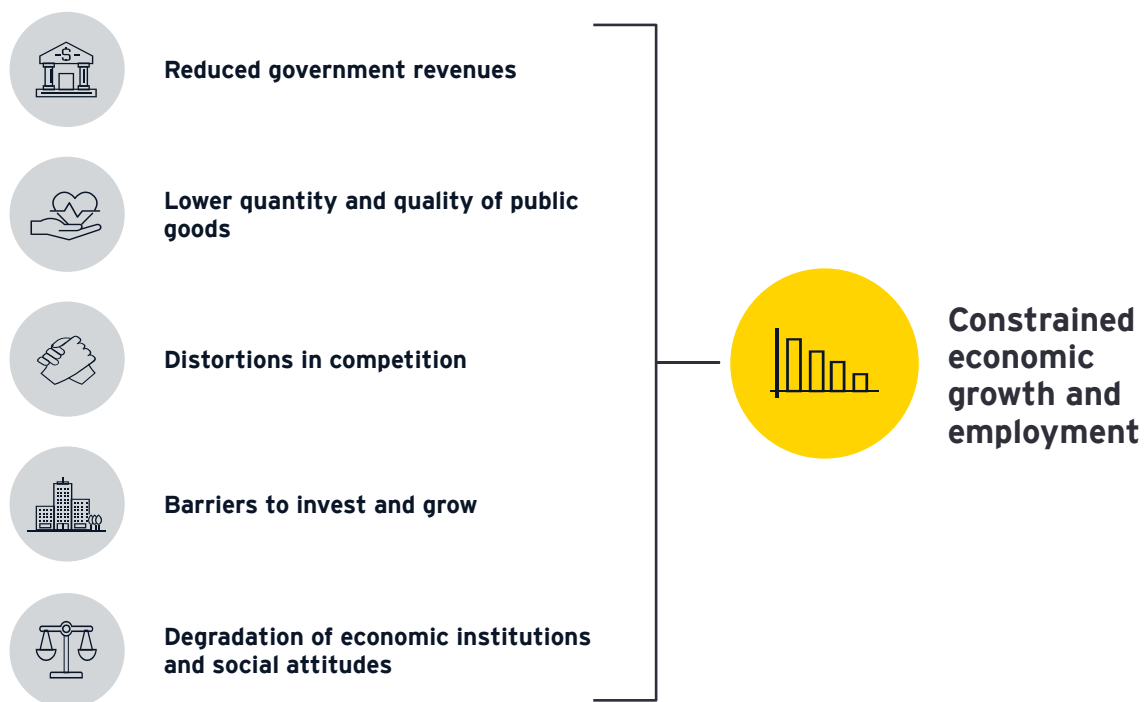 $
Reduced government revenues
Lower quantity and quality of public
goods
Distortions in competition
Barriers to invest and grow
Degradation of economic institutions
and social attitudes
Constrained
economic
growth and
employment